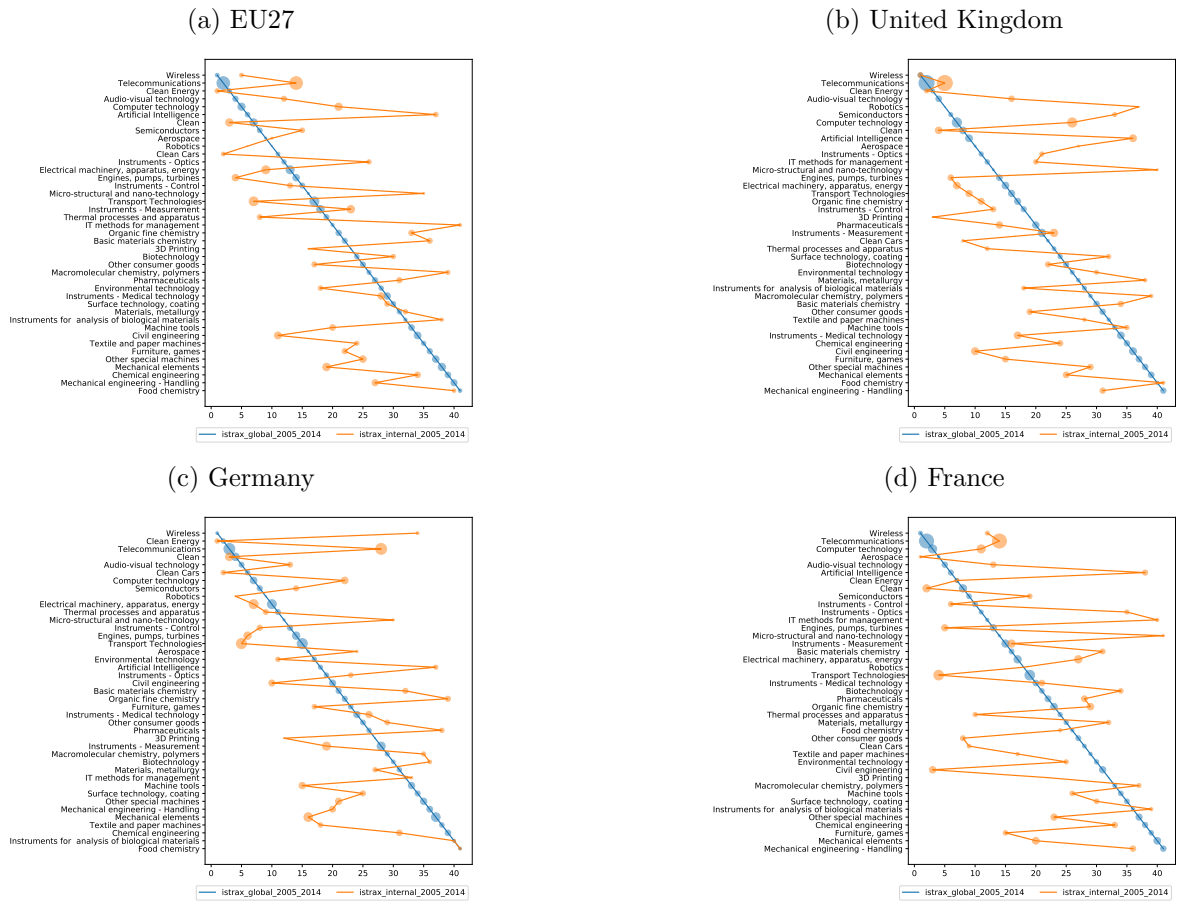 (a) EU27
Wireless
Telecommunications
Clean Energy
Audio-visual technology
Computer technology
Artificial Intelligence
Clean
Semiconductors
Aerospace
Robotics
Clean Cars
Instruments - Optics
Electrical machinery, apparatus, energy
Engines, pumps, turbines
Instruments - Control
Micro-structural and nano-technology
Transport Technologies
Instruments - Measurement
Thermal processes and apparatus
IT methods for management
Organic fine chemistry
Basic materials chemistry
3D Printing
Biotechnology
Other consumer goods
Macromolecular chemistry, polymers
Pharmaceuticals
Environmental technology
Instruments - Medical technology
Surface technology, coating
Materials, metallurgy
Instruments for analysis of biological materials
Machine tools
Civil engineering
Textile and paper machines
Furniture, games
Other special machines
Mechanical elements
Chemical engineering
Mechanical engineering - Handling
Food chemistry
0 5 10 15 20 25 30 35 40
istrax_global_2005_2014 istrax_internal_2005_2014
(b) United Kingdom
Wireless
Telecommunications
Clean Energy
Audio-visual technology
Robotics
Semiconductors
Computer technology
Clean
Artificial Intelligence
Aerospace
Instruments - Optics
IT methods for management
Micro-structural and nano-technology
Engines, pumps, turbines
Electrical machinery, apparatus, energy
Transport Technologies
Organic fine chemistry
Instruments - Control
3D Printing
Pharmaceuticals
Instruments - Measurement
Clean Cars
Thermal processes and apparatus
Surface technology, coating
Biotechnology
Environmental technology
Materials, metallurgy
Instruments for analysis of biological materials
Macromolecular chemistry, polymers
Basic materials chemistry
Other consumer goods
Textile and paper machines
Machine tools
Instruments - Medical technology
Chemical engineering
Civil engineering
Furniture, games
Other special machines
Mechanical elements
Food chemistry
Mechanical engineering - Handling
0 5 10 15 20 25 30 35 40
istrax_global_2005_2014 istrax_internal_2005_2014
(c) Germany
Wireless
Clean Energy
Telecommunications
Clean
Audio-visual technology
Clean Cars
Computer technology
Semiconductors
Robotics
Electrical machinery, apparatus, energy
Thermal processes and apparatus
Micro-structural and nano-technology
Instruments - Control
Engines, pumps, turbines
Transport Technologies
Aerospace
Environmental technology
Artificial Intelligence
Instruments - Optics
Civil engineering
Basic materials chemistry
Organic fine chemistry
Furniture, games
Instruments - Medical technology
Other consumer goods
Pharmaceuticals
3D Printing
Instruments - Measurement
Macromolecular chemistry, polymers
Biotechnology
Materials, metallurgy
IT methods for management
Machine tools
Surface technology, coating
Other special machines
Mechanical engineering - Handling
Mechanical elements
Textile and paper machines
Chemical engineering
Instruments for analysis of biological materials
Food chemistry
0 5 10 15 20 25 30 35 40
istrax_global_2005_2014 istrax_internal_2005_2014
(d) France
Wireless
Telecommunications
Computer technology
Aerospace
Audio-visual technology
Artificial Intelligence
Clean Energy
Clean
Semiconductors
Instruments - Control
Instruments - Optics
IT methods for management
Engines, pumps, turbines
Micro-structural and nano-technology
Instruments - Measurement
Basic materials chemistry
Electrical machinery, apparatus, energy
Robotics
Transport Technologies
Instruments - Medical technology
Biotechnology
Pharmaceuticals
Organic fine chemistry
Thermal processes and apparatus
Materials, metallurgy
Food chemistry
Other consumer goods
Clean Cars
Textile and paper machines
Environmental technology
Civil engineering
3D Printing
Macromolecular chemistry, polymers
Machine tools
Surface technology, coating
Instruments for analysis of biological materials
Other special machines
Chemical engineering
Furniture, games
Mechanical elements
Mechanical engineering - Handling
0 5 10 15 20 25 30 35 40
istrax_global_2005_2014 istrax_internal_2005_2014